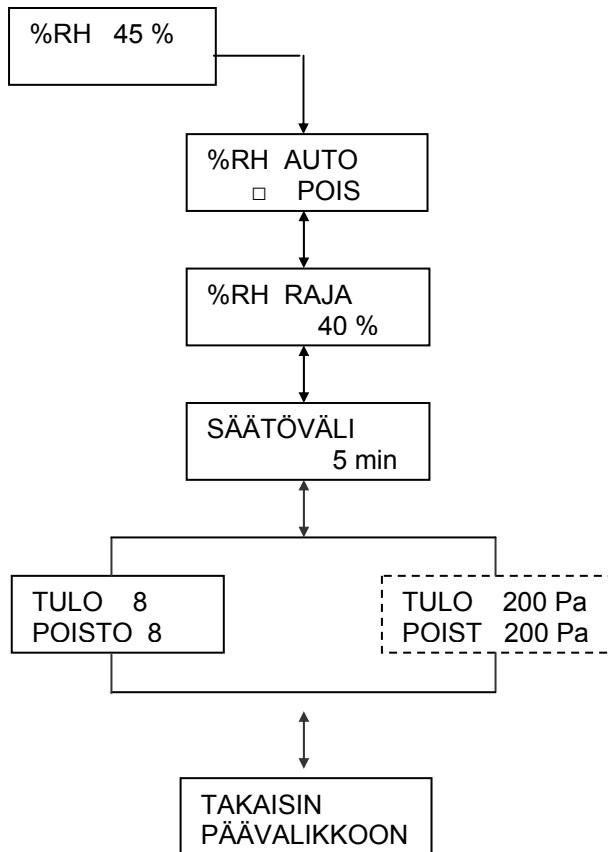 %RH 45 %
%RH AUTO
□ POIS
%RH RAJA
40 %
SÄÄTÖVÄLI
5 min
TULO 8
POISTO 8
TULO 200 Pa
POIST 200 Pa
TAKAISIN
PÄÄVALIKKOON